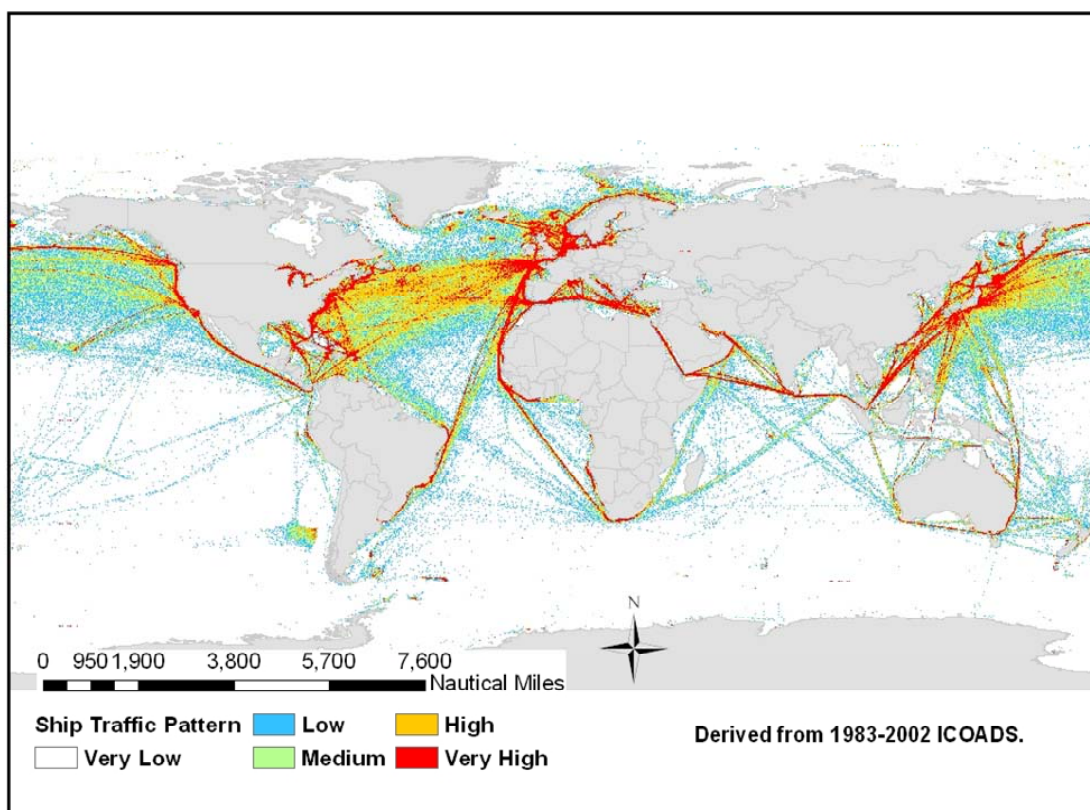 N
0 950 1,900 3,800 5,700 7,600
Nautical Miles
Ship Traffic Pattern Low High
Very Low Medium Very High
Derived from 1983-2002 ICOADS.